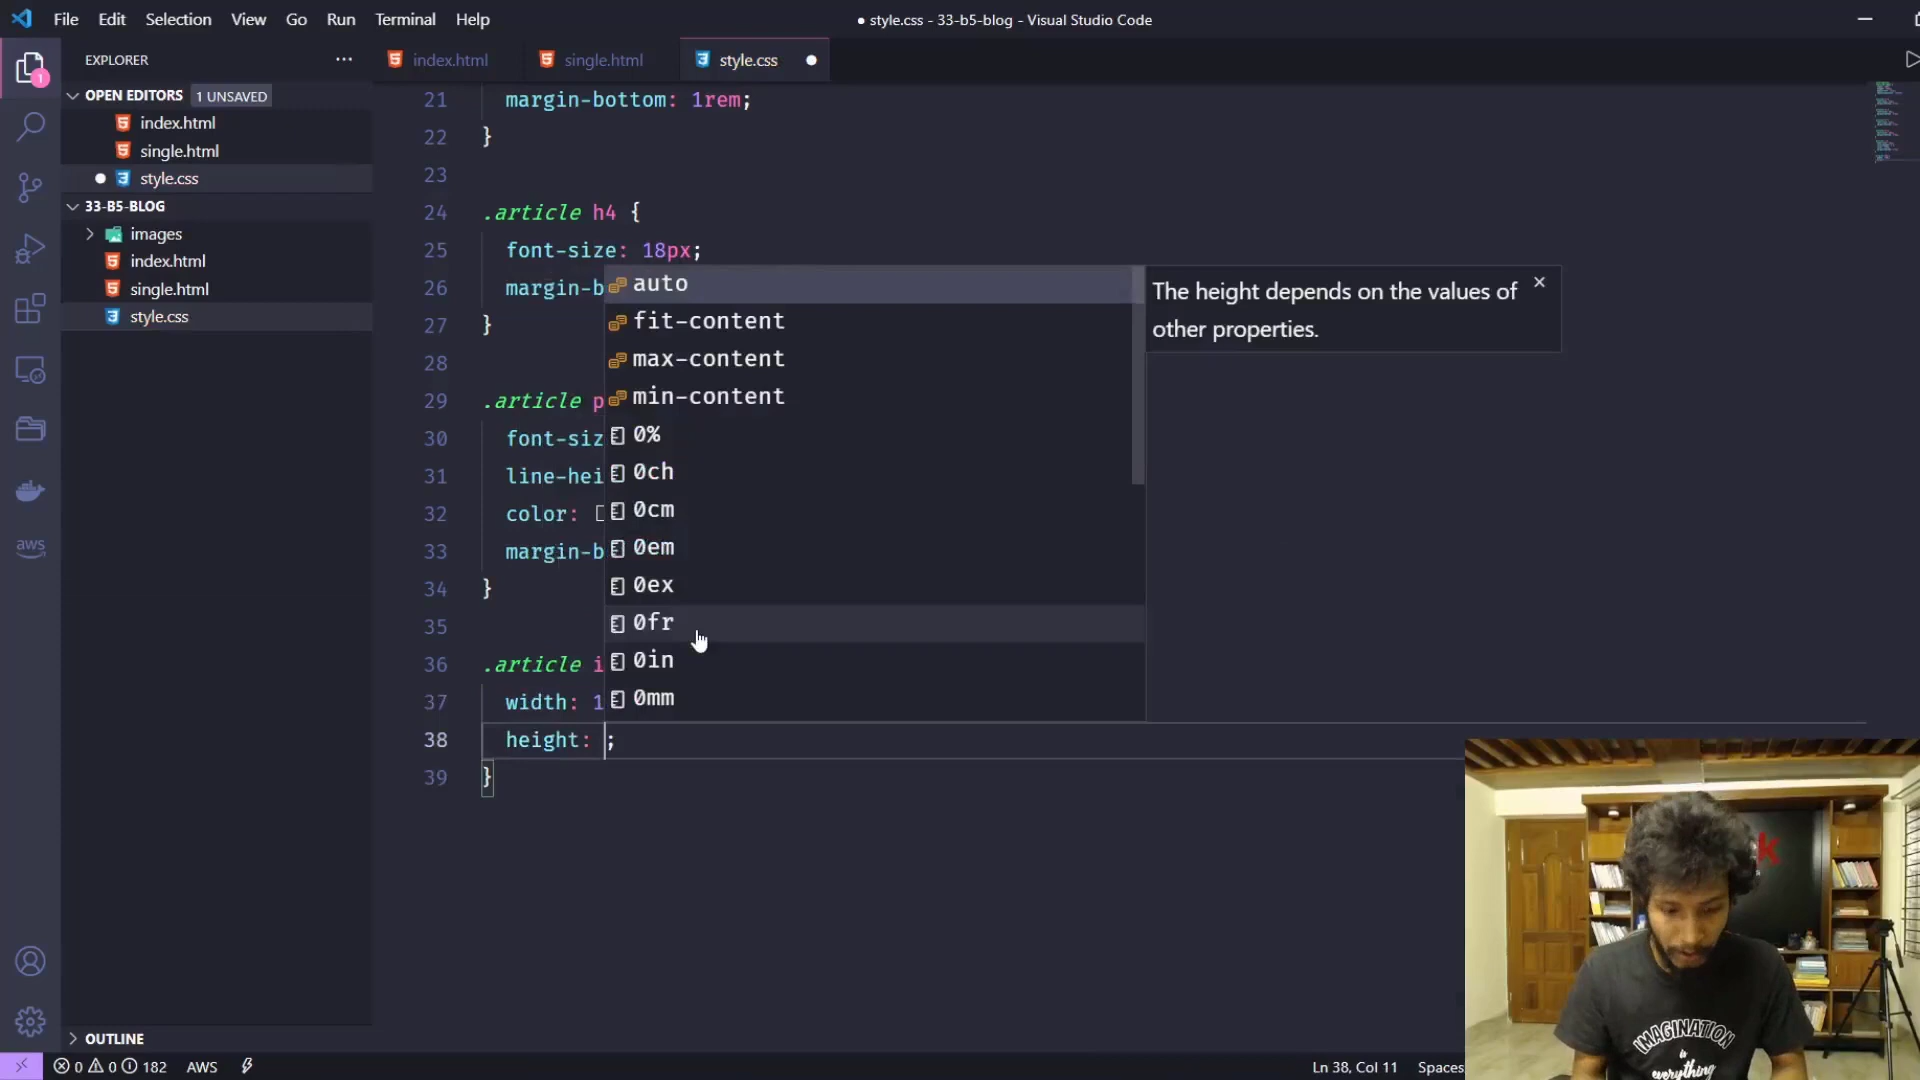 File Edit Selection View Go Run Terminal Help
● style.css - 33-b5-blog - Visual Studio Code
EXPLORER
index.html
single.html
style.css
OPEN EDITORS 1 UNSAVED
index.html
single.html
style.css
33-B5-BLOG
images
index.html
single.html
style.css
OUTLINE
1
aws
21 margin-bottom: 1rem;
22 }
23
24 .article h4 {
25 font-size: 18px;
26 margin-b
27 }
28
29 .article p
30 font-siz
31 line-hei
32 color:
33 margin-b
34 }
35
36 .article i
37 width: 1
38 height: ;
39 }
auto
fit-content
max-content
min-content
0%
0ch
0cm
0em
0ex
0fr
0in
0mm
The height depends on the values of
other properties.
k
IMAGINATION
is
everything
0 0 182 AWS
Ln 38, Col 11 Spaces